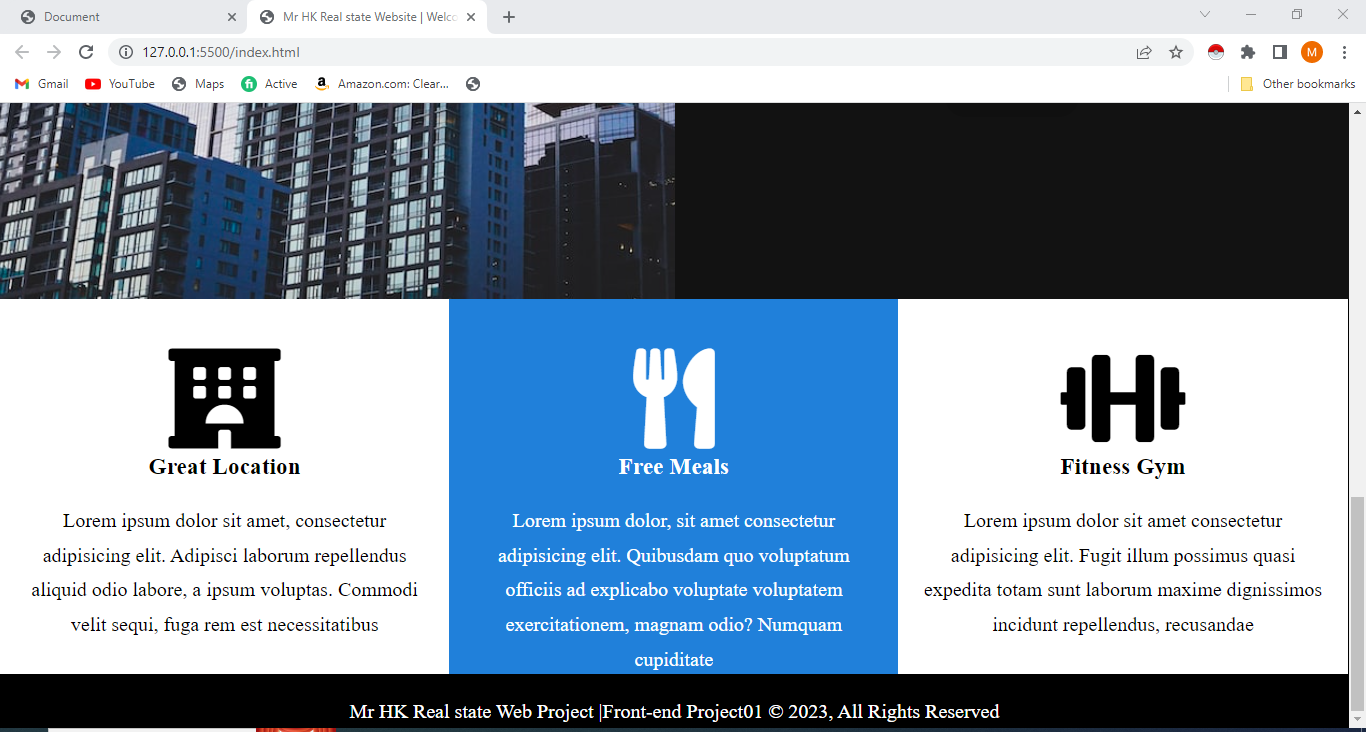 Document
Mr HK Real state Website | Welco
127.0.0.1:5500/index.html
M
Gmail
YouTube
Maps
Active
Amazon.com: Clear...
Other bookmarks
Great Location
Lorem ipsum dolor sit amet, consectetur
adipisicing elit. Adipisci laborum repellendus
aliquid odio labore, a ipsum voluptas. Commodi
velit sequi, fuga rem est necessitatibus
Free Meals
Lorem ipsum dolor, sit amet consectetur
adipisicing elit. Quibusdam quo voluptatum
officiis ad explicabo voluptate voluptatem
exercitationem, magnam odio? Numquam
cupiditate
Fitness Gym
Lorem ipsum dolor sit amet consectetur
adipisicing elit. Fugit illum possimus quasi
expedita totam sunt laborum maxime dignissimos
incidunt repellendus, recusandae
Mr HK Real state Web Project |Front-end Project01 © 2023, All Rights Reserved